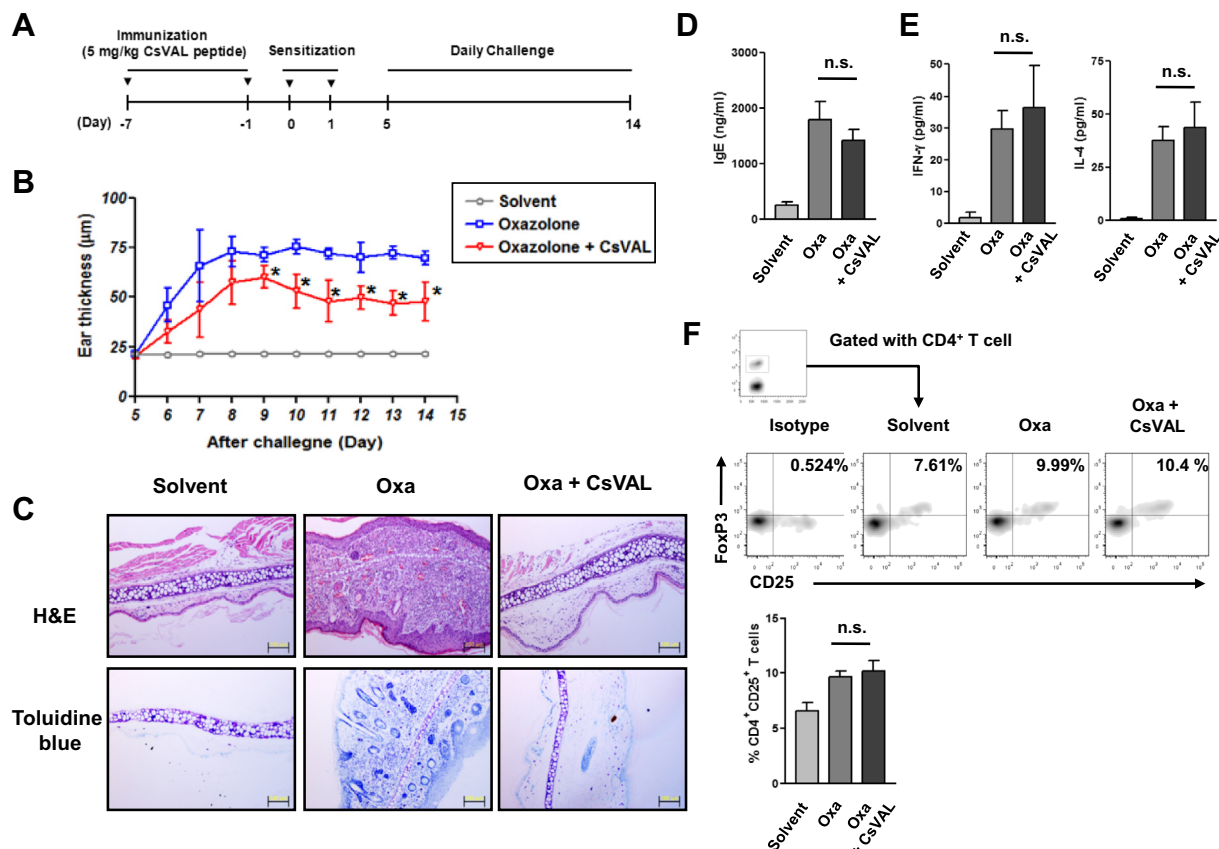 A
Immunization
(5 mg/kg CsVAL peptide)
Sensitization
Daily Challenge
(Day)
-7
-1
0
1
5
14
B
Ear thickness (µm)
100
75
50
25
0
5
6
7
8
9
10
11
12
13
14
15
After challegne (Day)
Solvent
Oxazolone
Oxazolone + CsVAL
*
*
*
*
*
*
C
Solvent
Oxa
Oxa + CsVAL
H&E
Toluidine
blue
D
IgE (ng/ml)
3000
2000
1000
0
n.s.
Solvent
Oxa
Oxa
+ CsVAL
E
IFN-γ (pg/ml)
50
40
30
20
10
0
n.s.
Solvent
Oxa
Oxa
+ CsVAL
IL-4 (pg/ml)
75
50
25
0
n.s.
Solvent
Oxa
Oxa
+ CsVAL
F
Gated with CD4⁺ T cell
Isotype
Solvent
Oxa
Oxa +
CsVAL
0.524%
7.61%
9.99%
10.4 %
FoxP3
CD25
% CD4⁺CD25⁺ T cells
15
10
5
0
n.s.
Solvent
Oxa
Oxa
+ CsVAL